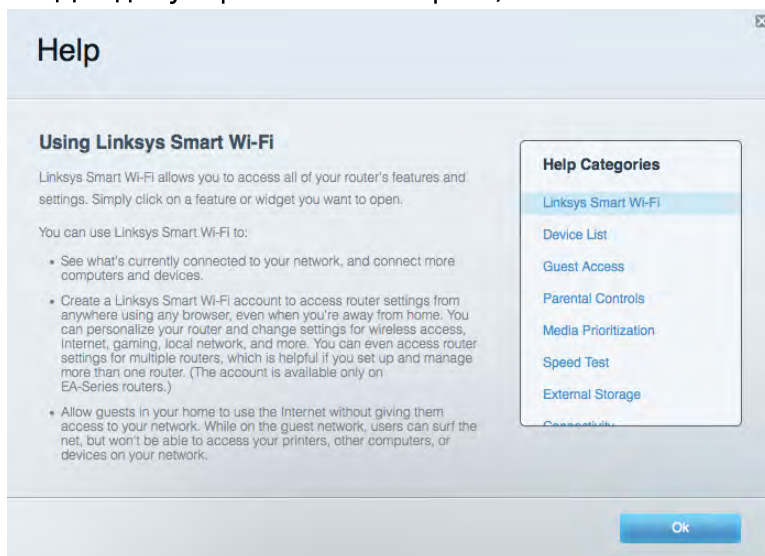 Help
Using Linksys Smart Wi-Fi
Linksys Smart Wi-Fi allows you to access all of your router's features and
settings. Simply click on a feature or widget you want to open.
You can use Linksys Smart Wi-Fi to:
• See what's currently connected to your network, and connect more
computers and devices.
• Create a Linksys Smart Wi-Fi account to access router settings from
anywhere using any browser, even when you're away from home. You
can personalize your router and change settings for wireless access,
Internet, gaming, local network, and more. You can even access router
settings for multiple routers, which is helpful if you set up and manage
more than one router. (The account is available only on
EA-Series routers.)
• Allow guests in your home to use the Internet without giving them
access to your network. While on the guest network, users can surf the
net, but won't be able to access your printers, other computers, or
devices on your network.
Help Categories
Linksys Smart Wi-Fi
Device List
Guest Access
Parental Controls
Media Prioritization
Speed Test
External Storage
Connectivity
Ok